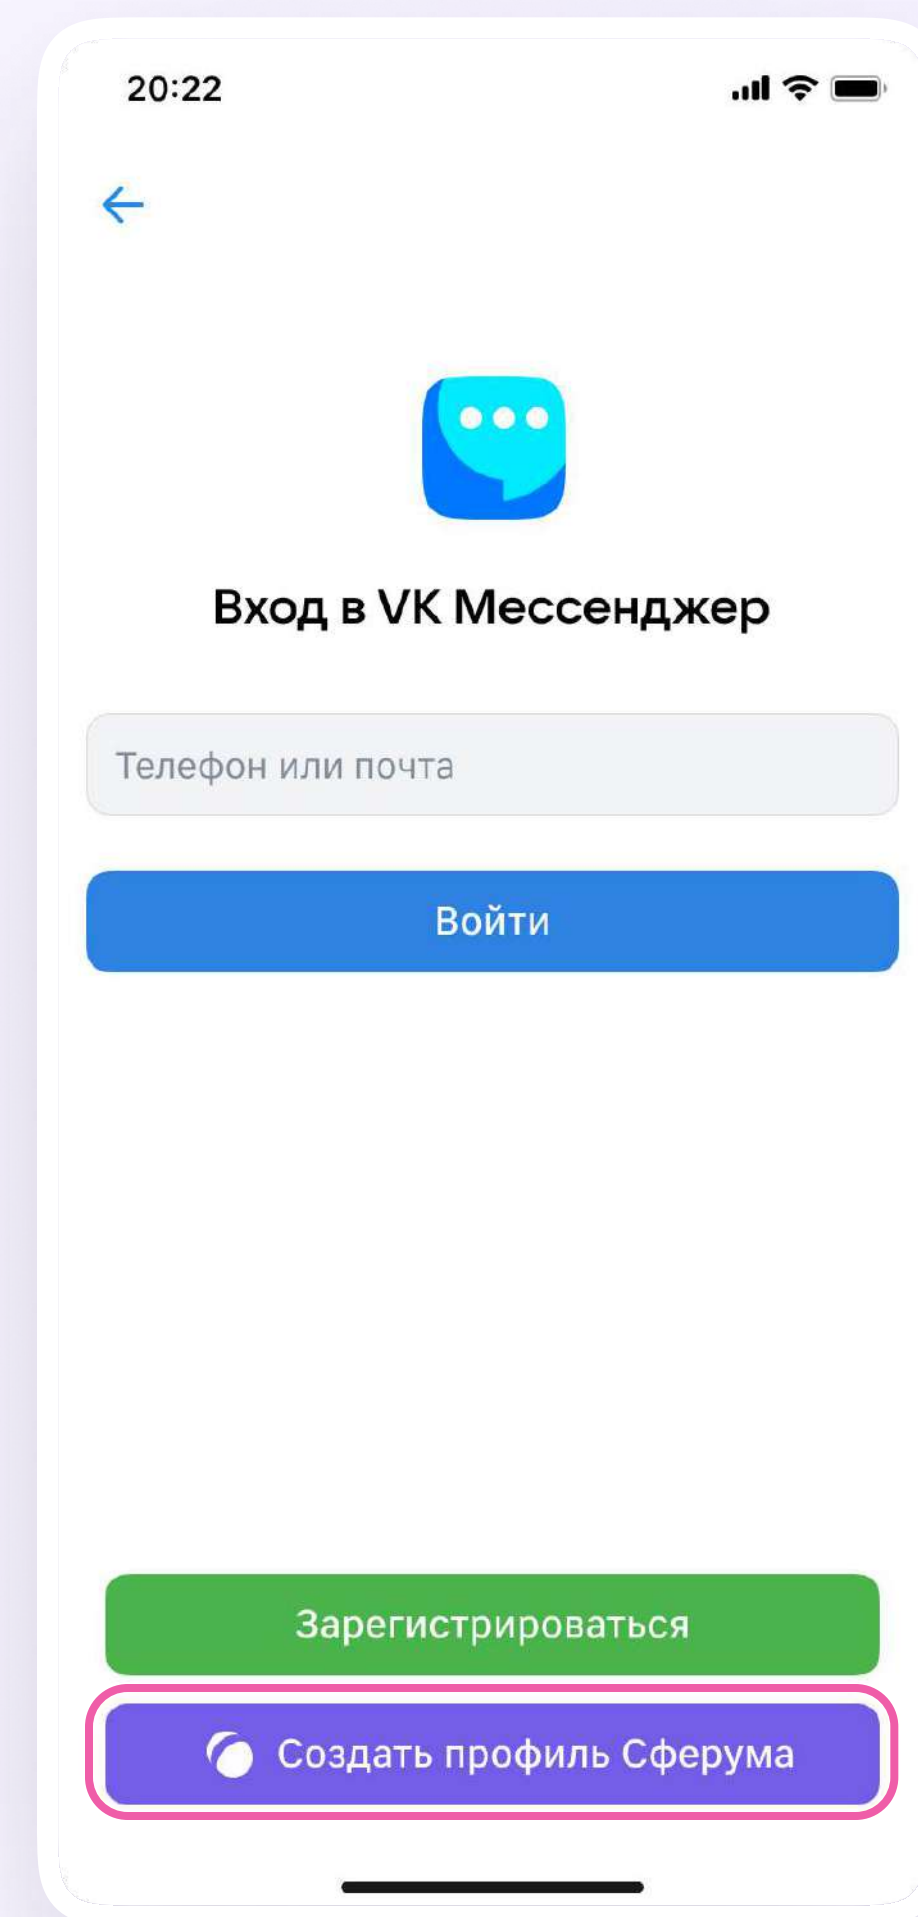 20:22
Вход в VK Мессенджер
Телефон или почта
Войти
Зарегистрироваться
Создать профиль Сферума